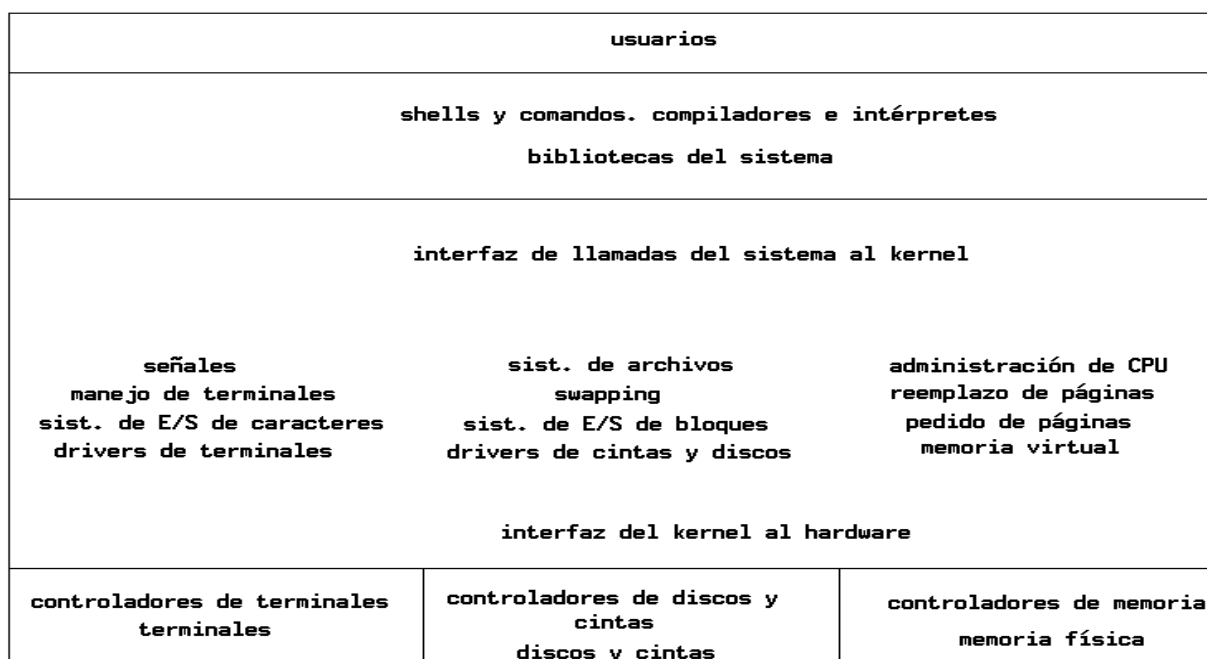 usuarios
shells y comandos. compiladores e intérpretes
bibliotecas del sistema
interfaz de llamadas del sistema al kernel
señales
manejo de terminales
sist. de E/S de caracteres
drivers de terminales
sist. de archivos
swapping
sist. de E/S de bloques
drivers de cintas y discos
administración de CPU
reemplazo de páginas
pedido de páginas
memoria virtual
interfaz del kernel al hardware
controladores de terminales
terminales
controladores de discos y
cintas
discos y cintas
controladores de memoria
memoria física